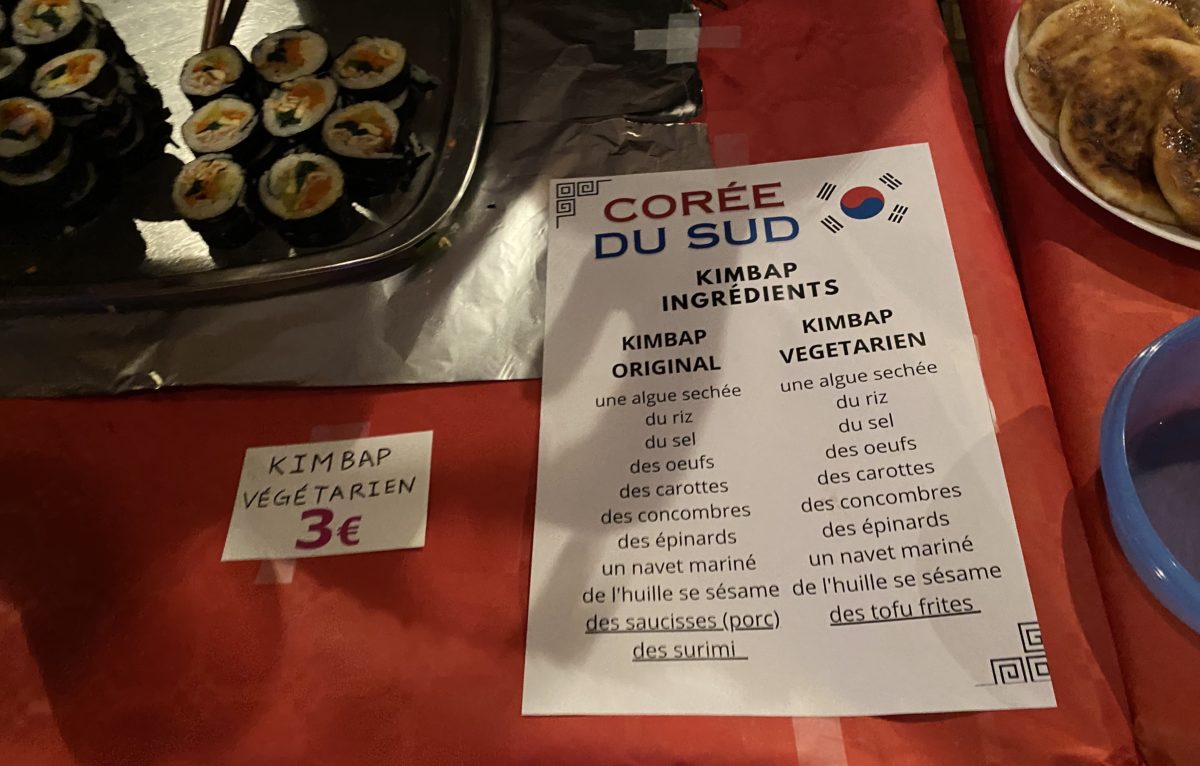 CORÉE
DU SUD
KIMBAP
INGRÉDIENTS
KIMBAP
ORIGINAL
une algue sechée
du riz
du sel
des oeufs
des carottes
des concombres
des épinards
un navet mariné
de l'huille se sésame
des saucisses (porc)
des surimi
KIMBAP
VEGETARIEN
une algue sechée
du riz
du sel
des oeufs
des carottes
des concombres
des épinards
un navet mariné
de l'huille se sésame
des tofu frites
KIMBAP
VÉGÉTARIEN
3€